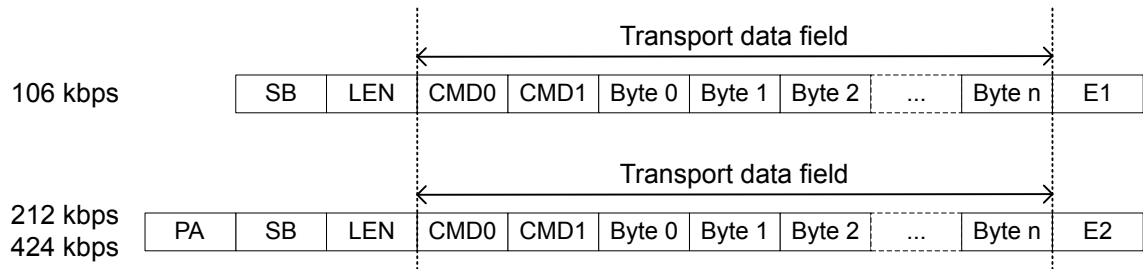 Transport data field
106 kbps SB LEN CMD0 CMD1 Byte 0 Byte 1 Byte 2 ... Byte n E1
Transport data field
212 kbps
424 kbps
PA SB LEN CMD0 CMD1 Byte 0 Byte 1 Byte 2 ... Byte n E2